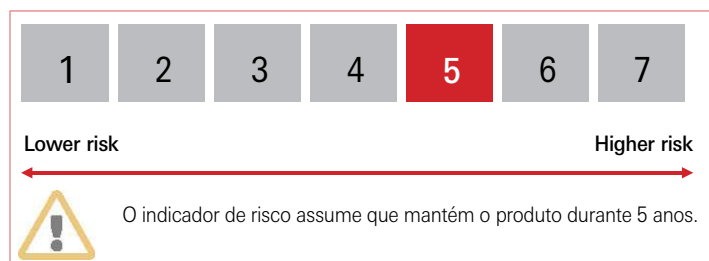 1 2 3 4 5 6 7
Lower risk Higher risk
O indicador de risco assume que mantém o produto durante 5 anos.